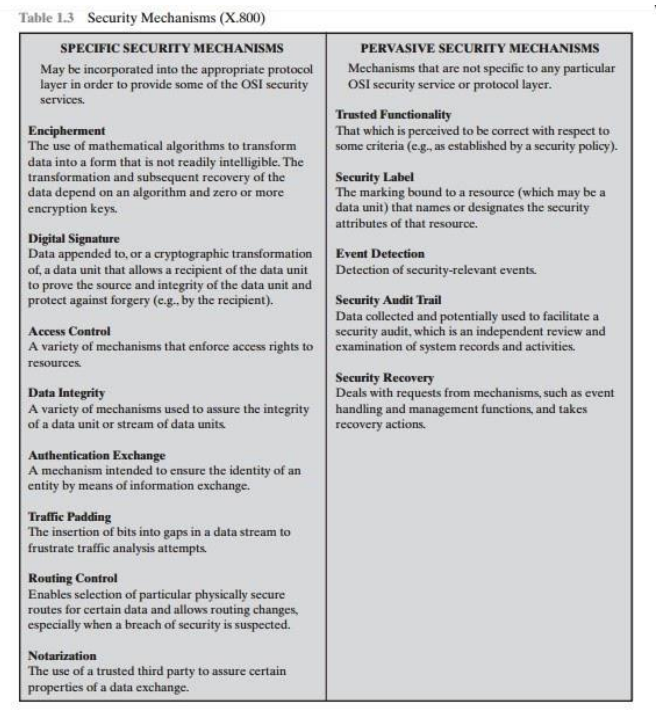 Table 1.3 Security Mechanisms (X.800)
SPECIFIC SECURITY MECHANISMS
May be incorporated into the appropriate protocol
layer in order to provide some of the OSI security
services.
Encipherment
The use of mathematical algorithms to transform
data into a form that is not readily intelligible. The
transformation and subsequent recovery of the
data depend on an algorithm and zero or more
encryption keys.
Digital Signature
Data appended to, or a cryptographic transformation
of, a data unit that allows a recipient of the data unit
to prove the source and integrity of the data unit and
protect against forgery (e.g., by the recipient).
Access Control
A variety of mechanisms that enforce access rights to
resources.
Data Integrity
A variety of mechanisms used to assure the integrity
of a data unit or stream of data units.
Authentication Exchange
A mechanism intended to ensure the identity of an
entity by means of information exchange.
Traffic Padding
The insertion of bits into gaps in a data stream to
frustrate traffic analysis attempts.
Routing Control
Enables selection of particular physically secure
routes for certain data and allows routing changes,
especially when a breach of security is suspected.
Notarization
The use of a trusted third party to assure certain
properties of a data exchange.
PERVASIVE SECURITY MECHANISMS
Mechanisms that are not specific to any particular
OSI security service or protocol layer.
Trusted Functionality
That which is perceived to be correct with respect to
some criteria (e.g., as established by a security policy).
Security Label
The marking bound to a resource (which may be a
data unit) that names or designates the security
attributes of that resource.
Event Detection
Detection of security-relevant events.
Security Audit Trail
Data collected and potentially used to facilitate a
security audit, which is an independent review and
examination of system records and activities.
Security Recovery
Deals with requests from mechanisms, such as event
handling and management functions, and takes
recovery actions.